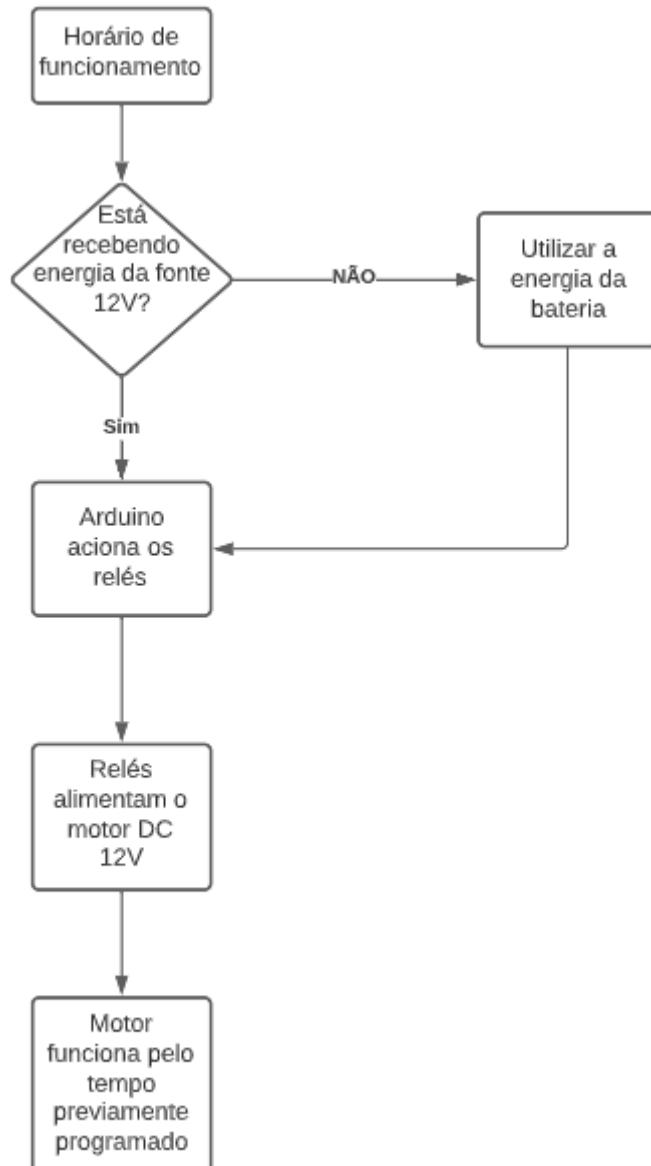 Horário de
funcionamento
Está
recebendo
energia da fonte
12V?
NÃO
Utilizar a
energia da
bateria
Sim
Arduino
aciona os
relés
Relés
alimentam o
motor DC
12V
Motor
funciona pelo
tempo
previamente
programado